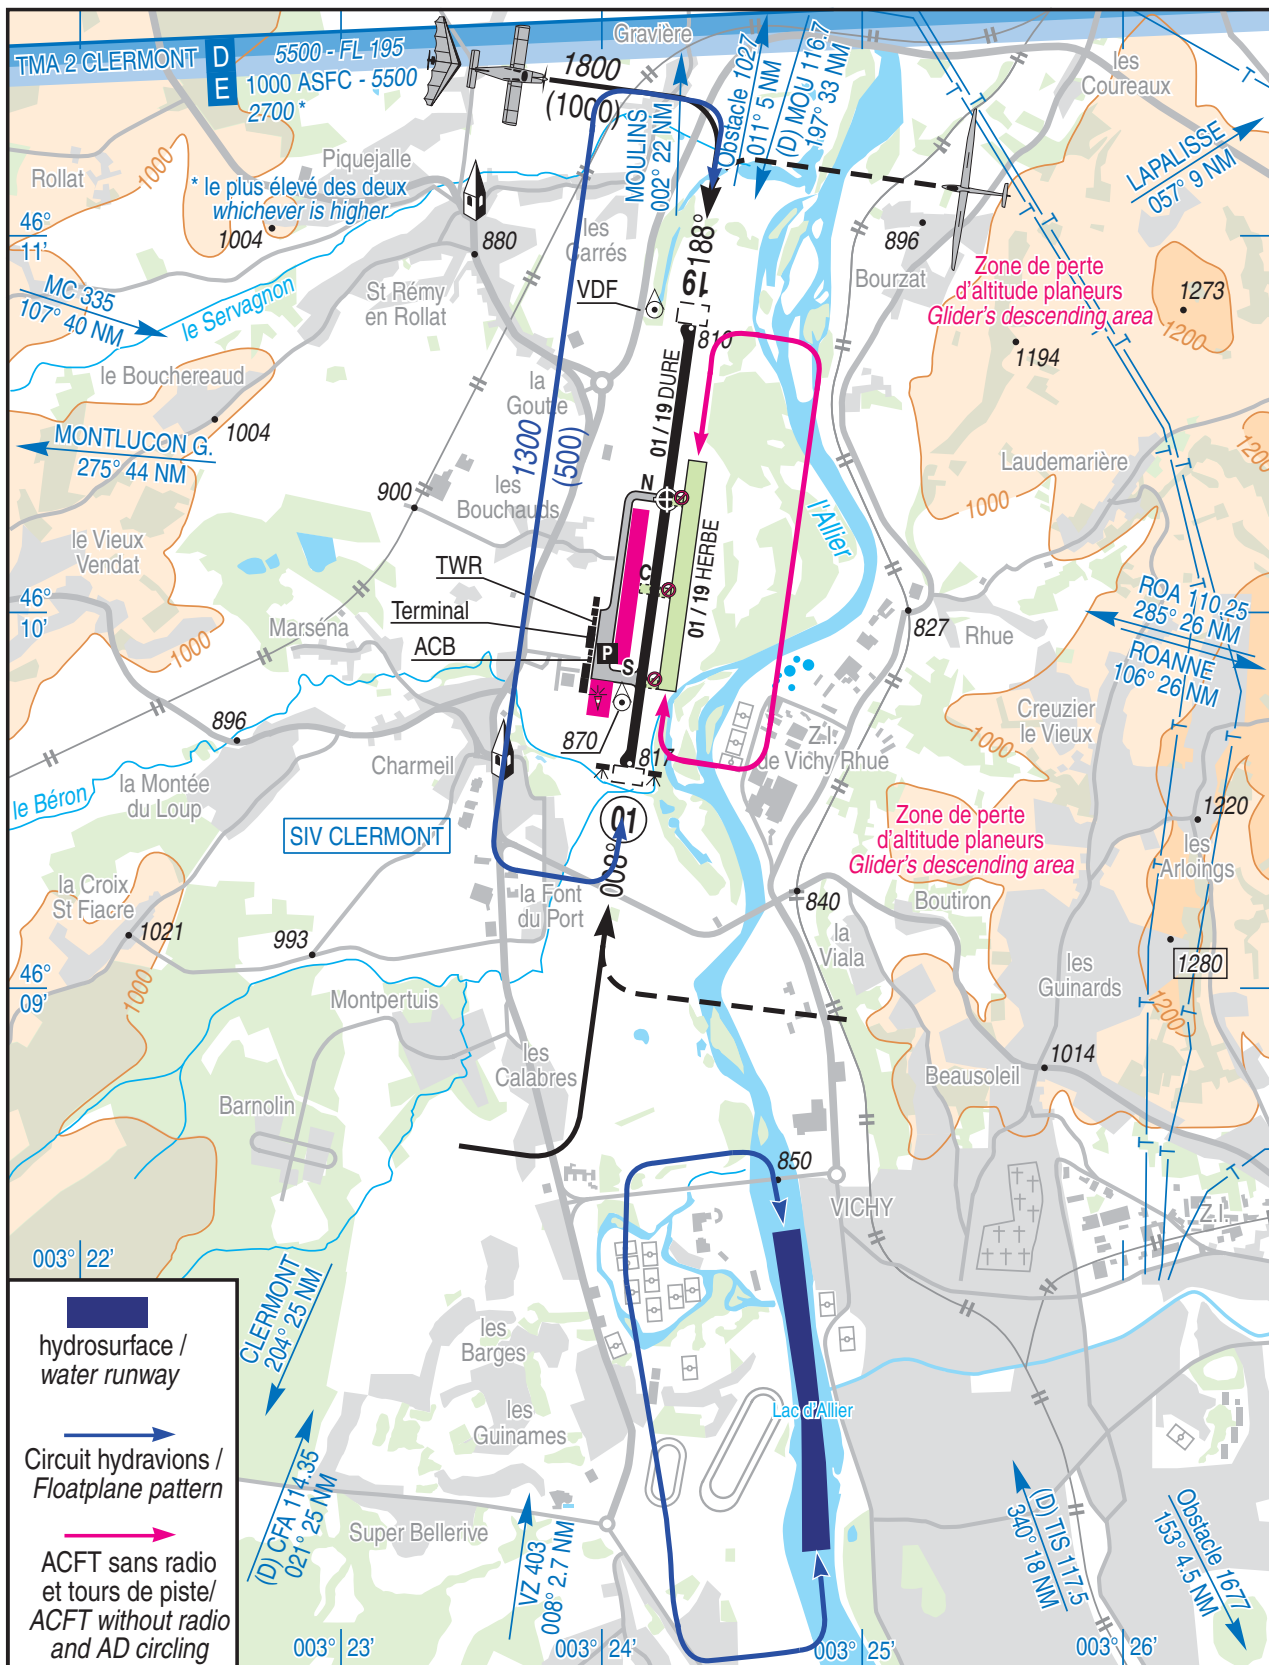 TMA 2 CLERMONT
D
E
5500 - FL 195
1000 ASFC - 5500
2700 *
* le plus élevé des deux
whichever is higher
1800
(1000)
Gravière
Obstacle 1027
011° 5 NM
(D) MOU 116.7
197° 33 NM
MOULINS
002° 22 NM
les
Coureaux
LAPALISSE
057° 9 NM
Rollat
1000
Piquejalle
1004
880
les
Carrés
188°
19
896
Bourzat
46°
11'
MC 335
107° 40 NM
le Servagnon
St Rémy
en Rollat
VDF
810
Zone de perte
d'altitude planeurs
Glider's descending area
1273
1200
1194
le Bouchereaud
1004
la
Goutte
01 / 19 DURE
MONTLUCON G.
275° 44 NM
1300
(500)
les
Bouchauds
900
N
Laudemarière
1200
1000
l'Allier
le Vieux
Vendat
TWR
C
01 / 19 HERBE
46°
10'
Terminal
ACB
Marséna
1000
P
S
827
Rhue
ROA 110.25
285° 26 NM
ROANNE
106° 26 NM
896
870
817
Creuzier
le Vieux
1000
Z.I.
de Vichy Rhue
Charmeil
la Montée
du Loup
le Béron
SIV CLERMONT
01
008°
Zone de perte
d'altitude planeurs
Glider's descending area
1220
les
Arloings
la Croix
St Fiacre
1021
993
la Font
du Port
840
la
Viala
Boutiron
1280
46°
09'
1000
Montpertuis
les
Guinards
1200
les
Calabres
1014
Beausoleil
Barnolin
850
VICHY
Z.I.
003° 22'
CLERMONT
204° 25 NM
hydrosurface /
water runway
les
Barges
les
Guinames
Lac d'Allier
Circuit hydravions /
Floatplane pattern
(D) CFA 114.35
021° 25 NM
Super Bellerive
VZ 403
008° 2.7 NM
(D) TIS 117.5
340° 18 NM
Obstacle 1677
153° 4.5 NM
ACFT sans radio
et tours de piste/
ACFT without radio
and AD circling
003° 23'
003° 24'
003° 25'
003° 26'